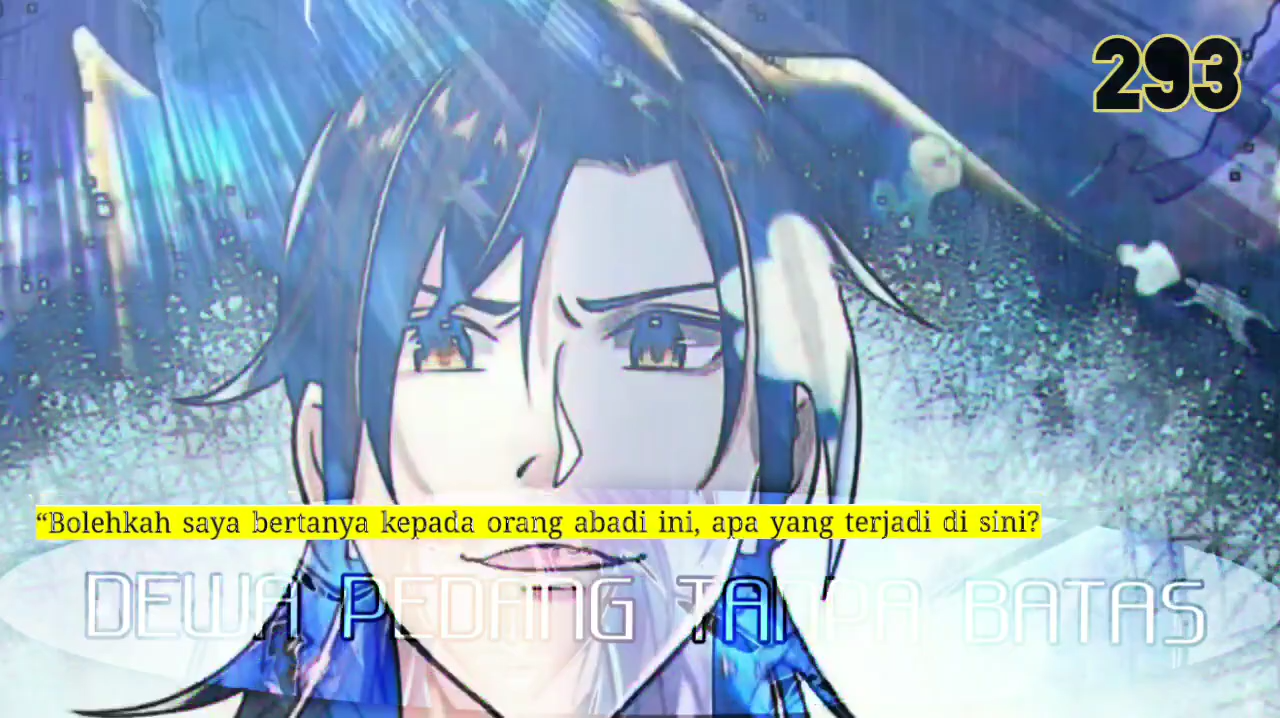 293
“Bolehkah saya bertanya kepada orang abadi ini, apa yang terjadi di sini?
DEWA PEDANG TANPA BATAS